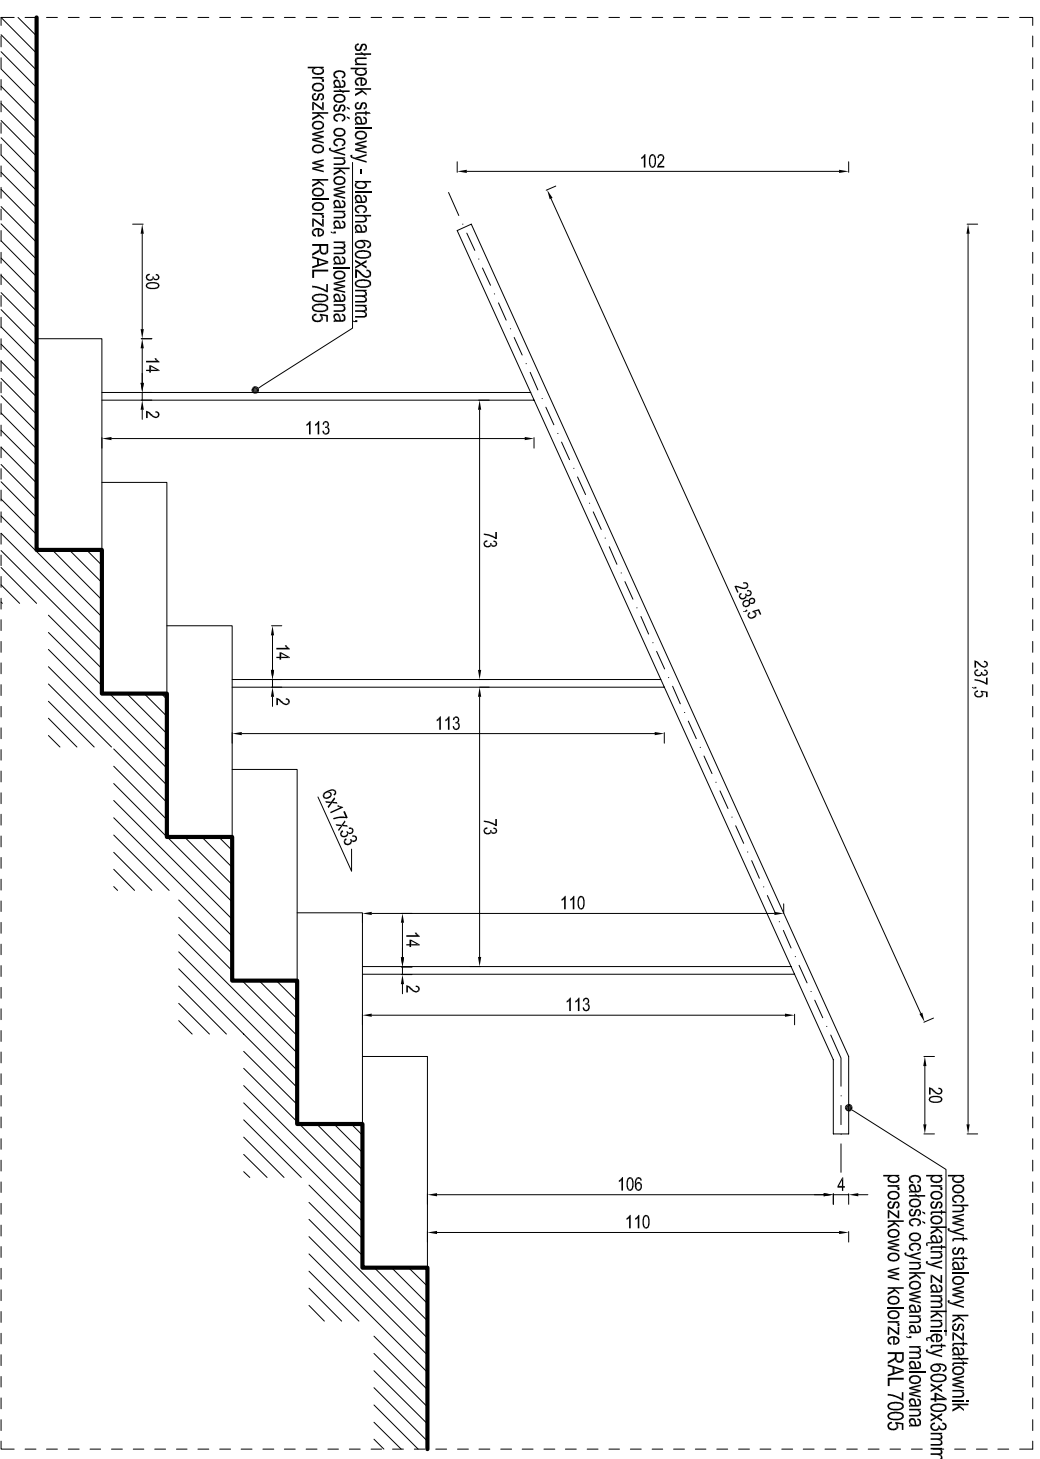 słupek stalowy - blacha 60x20mm,
całość ocynkowana, malowana
proszkowo w kolorze RAL 7005
102
237,5
238,5
30
14
2
113
73
14
2
113
73
6x17x33
110
14
2
113
20
pochwyt stalowy kształtownik
prostokątny zamknięty 60x40x3mm
całość ocynkowana, malowana
proszkowo w kolorze RAL 7005
4
106
110